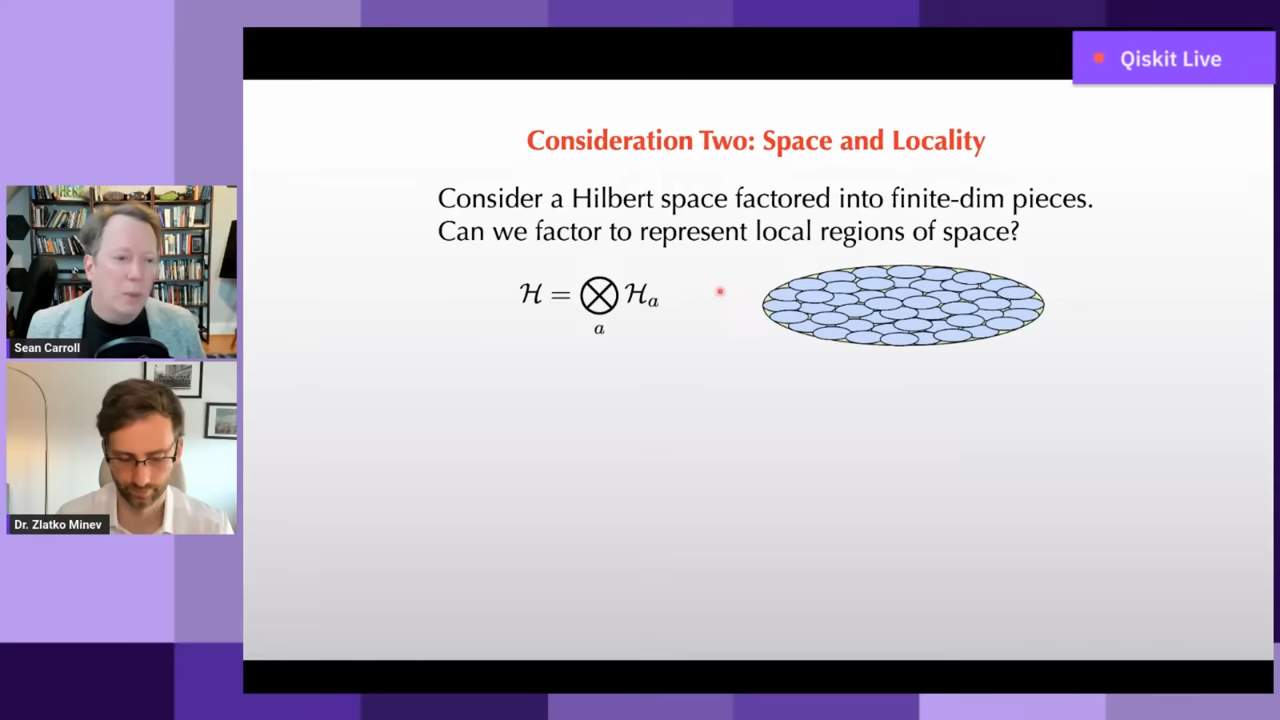 Qiskit Live
Consideration Two: Space and Locality
Consider a Hilbert space factored into finite-dim pieces.
Can we factor to represent local regions of space?
ℋ = ⨂ ℋₐ
a
Sean Carroll
Dr. Zlatko Minev